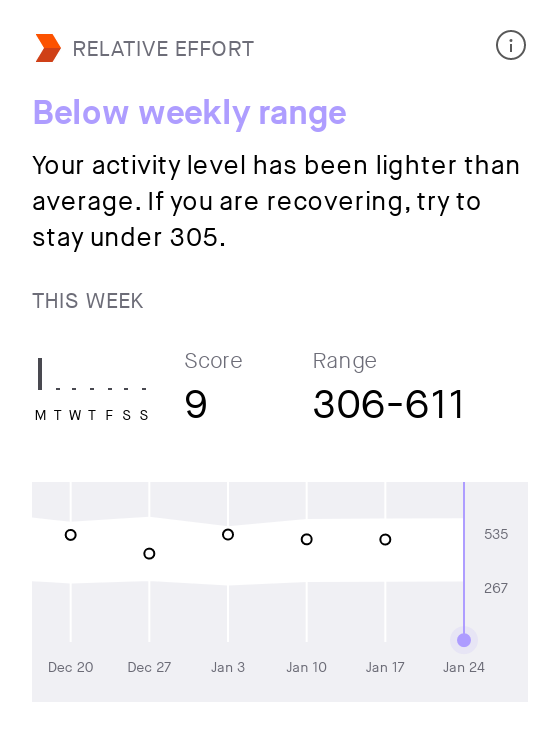 RELATIVE EFFORT
Below weekly range
Your activity level has been lighter than
average. If you are recovering, try to
stay under 305.
THIS WEEK
Score Range
9 306-611
M T W T F S S
535
267
Dec 20 Dec 27 Jan 3 Jan 10 Jan 17 Jan 24